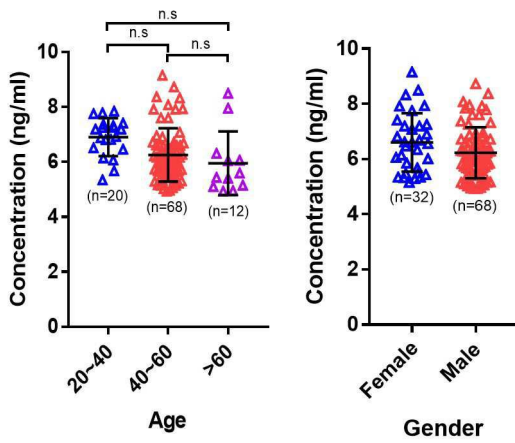 n.s
n.s
n.s
Concentration (ng/ml)
10
8
6
4
2
0
(n=20)
(n=68)
(n=12)
20~40
40~60
>60
Age
Concentration (ng/ml)
10
8
6
4
2
0
(n=32)
(n=68)
Female
Male
Gender